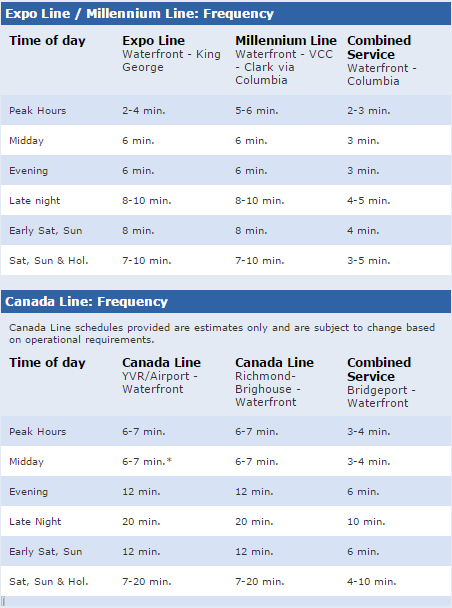 Expo Line / Millennium Line: Frequency
Time of day Expo Line Millennium Line Combined
Waterfront - King Waterfront - VCC Service
George - Clark via Waterfront -
Columbia Columbia
Peak Hours 2-4 min. 5-6 min. 2-3 min.
Midday 6 min. 6 min. 3 min.
Evening 6 min. 6 min. 3 min.
Late night 8-10 min. 8-10 min. 4-5 min.
Early Sat, Sun 8 min. 8 min. 4 min.
Sat, Sun & Hol. 7-10 min. 7-10 min. 3-5 min.
Canada Line: Frequency
Canada Line schedules provided are estimates only and are subject to change based
on operational requirements.
Time of day Canada Line Canada Line Combined
YVR/Airport - Richmond- Service
Waterfront Brighouse - Bridgeport -
Waterfront Waterfront
Peak Hours 6-7 min. 6-7 min. 3-4 min.
Midday 6-7 min.* 6-7 min. 3-4 min.
Evening 12 min. 12 min. 6 min.
Late Night 20 min. 20 min. 10 min.
Early Sat, Sun 12 min. 12 min. 6 min.
Sat, Sun & Hol. 7-20 min. 7-20 min. 4-10 min.